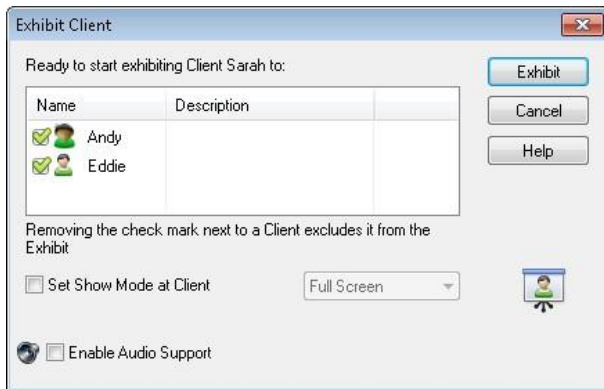 Exhibit Client
Ready to start exhibiting Client Sarah to:
Exhibit
Name Description
Cancel
Andy
Help
Eddie
Removing the check mark next to a Client excludes it from the
Exhibit
Set Show Mode at Client Full Screen
Enable Audio Support